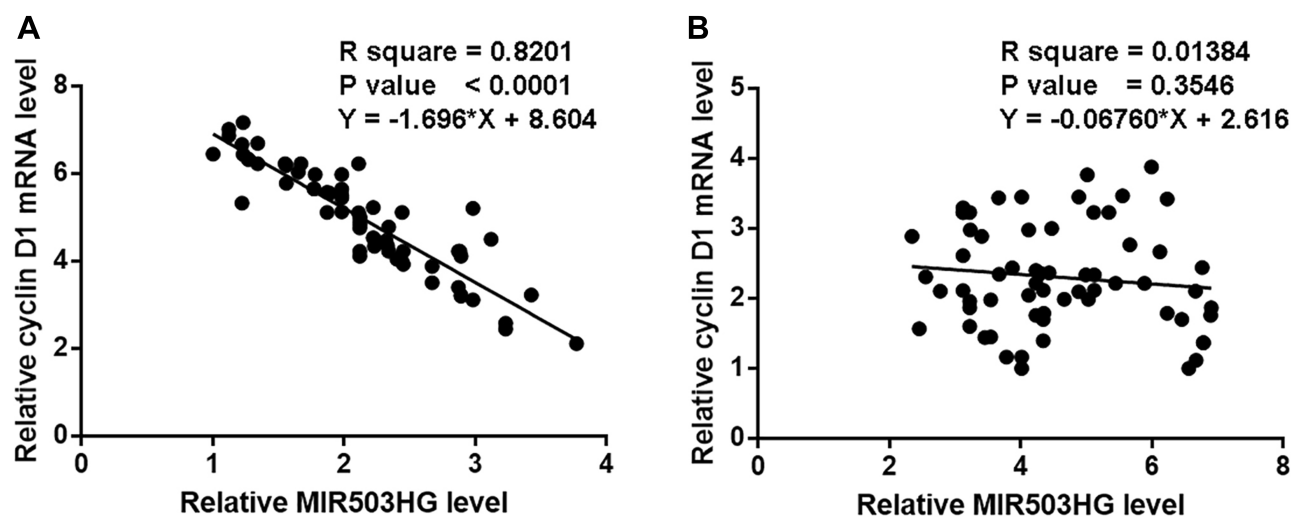 A
R square = 0.8201
P value < 0.0001
Y = -1.696*X + 8.604
Relative cyclin D1 mRNA level
8
6
4
2
0
0 1 2 3 4
Relative MIR503HG level
B
R square = 0.01384
P value = 0.3546
Y = -0.06760*X + 2.616
Relative cyclin D1 mRNA level
5
4
3
2
1
0
0 2 4 6 8
Relative MIR503HG level